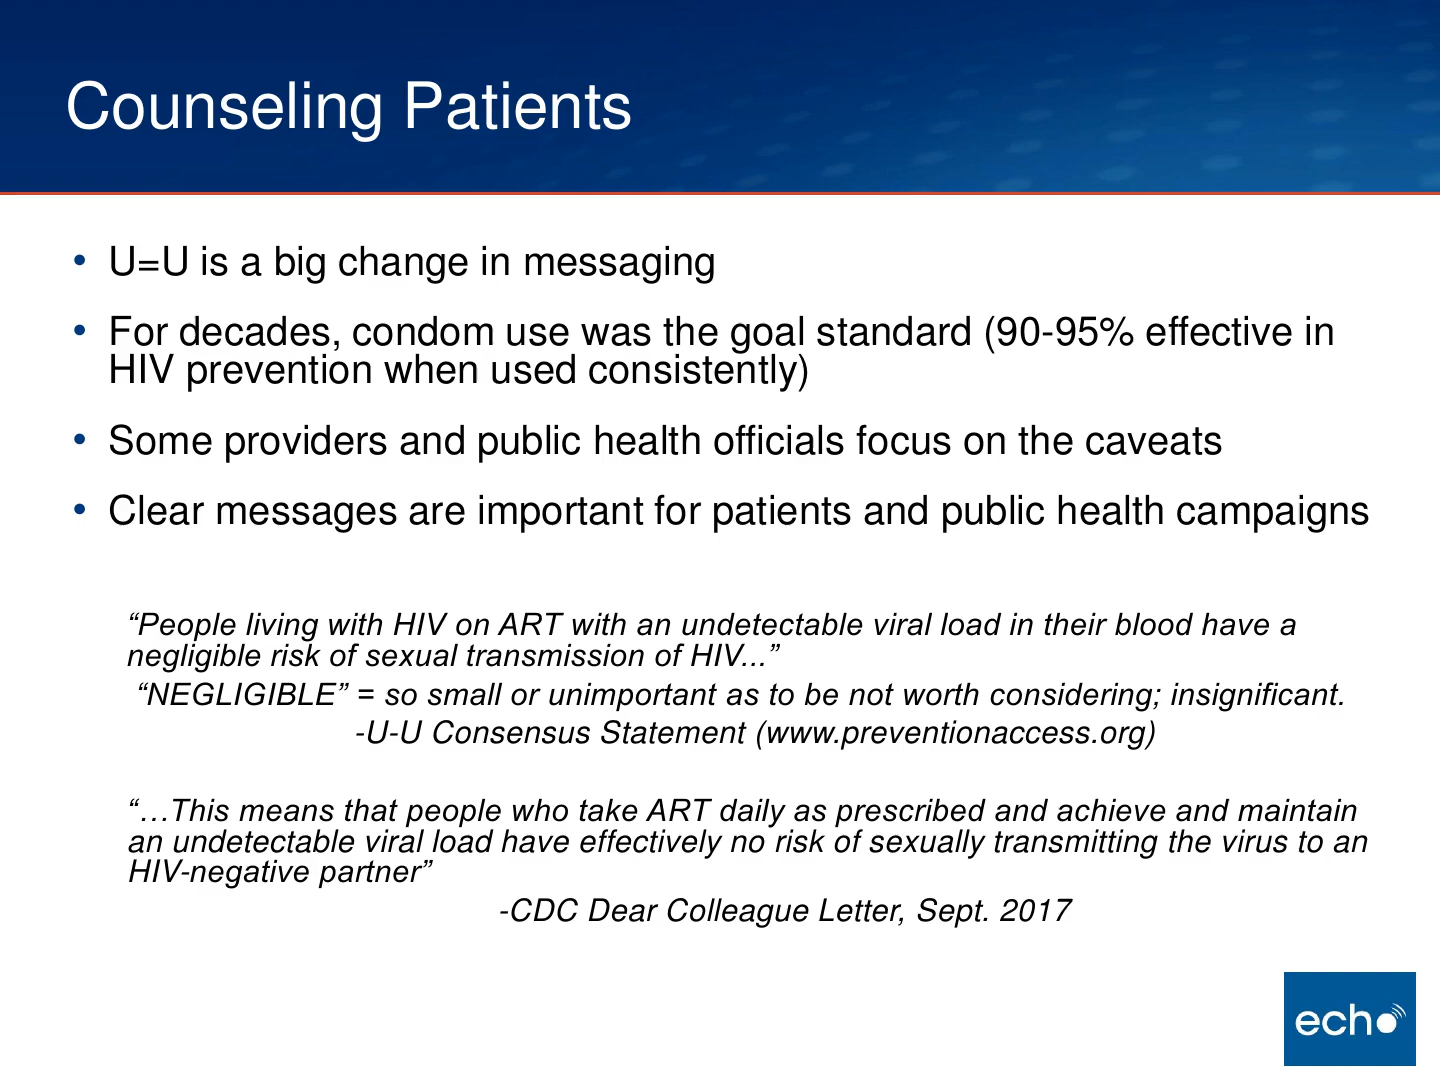 Counseling Patients
• U=U is a big change in messaging
• For decades, condom use was the goal standard (90-95% effective in
HIV prevention when used consistently)
• Some providers and public health officials focus on the caveats
• Clear messages are important for patients and public health campaigns
“People living with HIV on ART with an undetectable viral load in their blood have a
negligible risk of sexual transmission of HIV...”
“NEGLIGIBLE” = so small or unimportant as to be not worth considering; insignificant.
-U-U Consensus Statement (www.preventionaccess.org)
“…This means that people who take ART daily as prescribed and achieve and maintain
an undetectable viral load have effectively no risk of sexually transmitting the virus to an
HIV-negative partner”
-CDC Dear Colleague Letter, Sept. 2017
echo